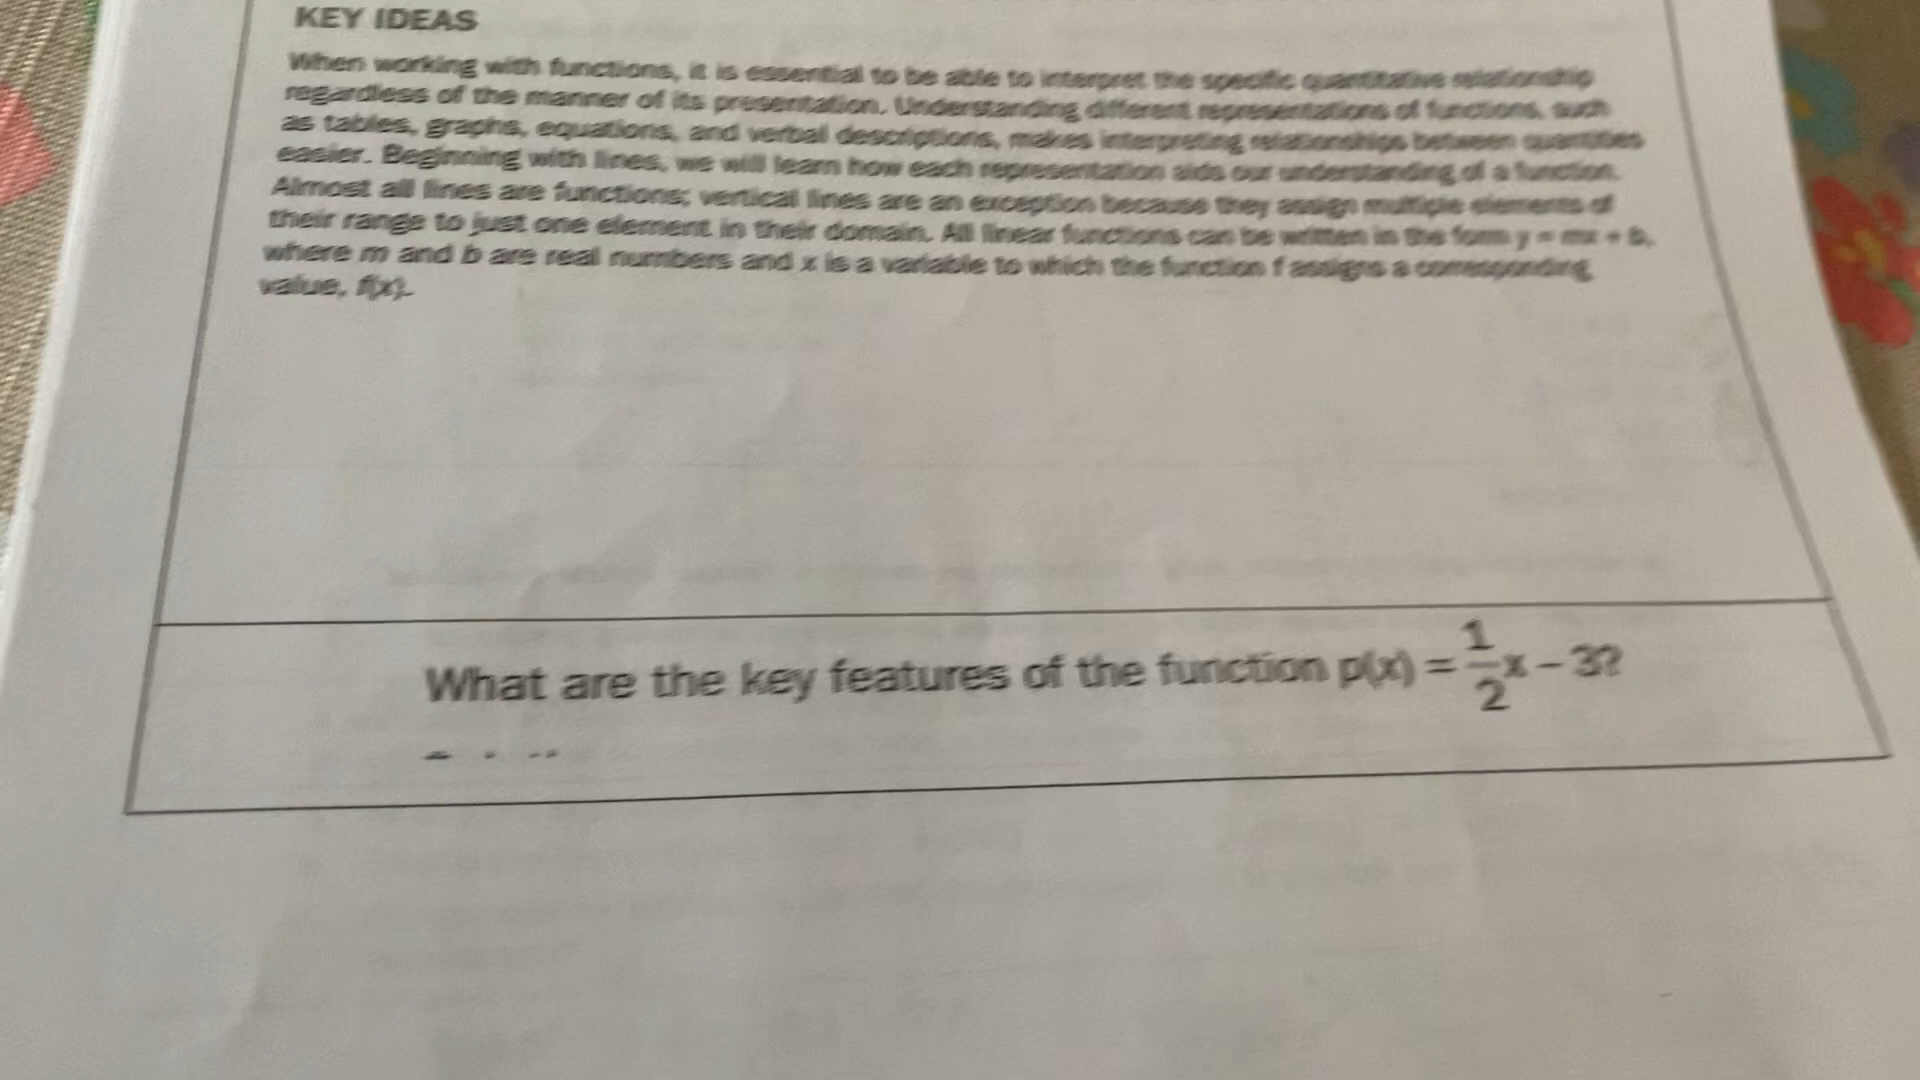 KEY IDEAS
When working with functions, it is essential to be able to interpret the specific quantitative relationship
regardless of the manner of its presentation. Understanding different representations of functions, such
as tables, graphs, equations, and verbal descriptions, makes interpreting relationships between quantities
easier. Beginning with lines, we will learn how each representation aids our understanding of a function.
Almost all lines are functions; vertical lines are an exception because they assign multiple elements of
their range to just one element in their domain. All linear functions can be written in the form y = mx + b,
where m and b are real numbers and x is a variable to which the function f assigns a corresponding
value, f(x).
What are the key features of the function p(x) = 1/2 x – 3?